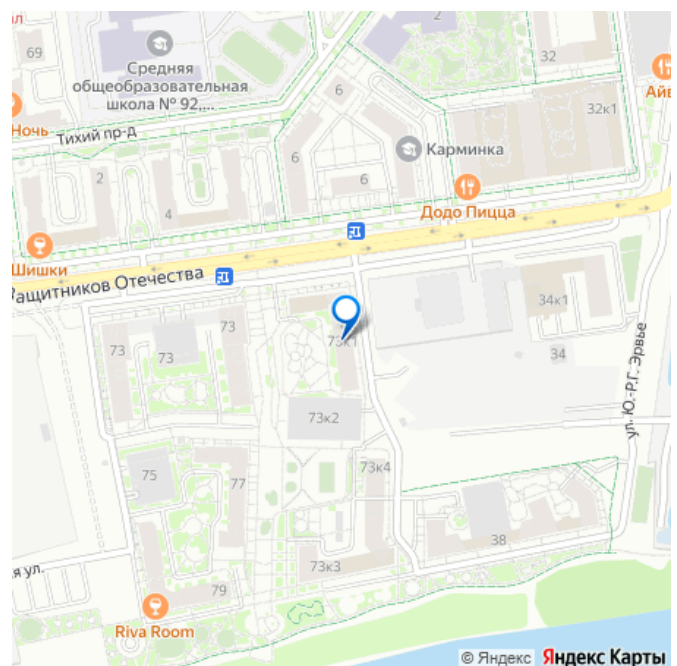 л
69
2
Средняя
общеобразовательная
школа № 92,...
32
Айв
6
32к1
Ночь
Тихий пр-д
Карминка
6
6
2
4
Додо Пицца
Шишки
Защитников Отечества
34к1
73
73
73
73к1
34
ул. Ю.-Р.Г. Эрвье
73к2
75
77
73к4
38
я ул.
73к3
79
Riva Room
© Яндекс Яндекс Карты